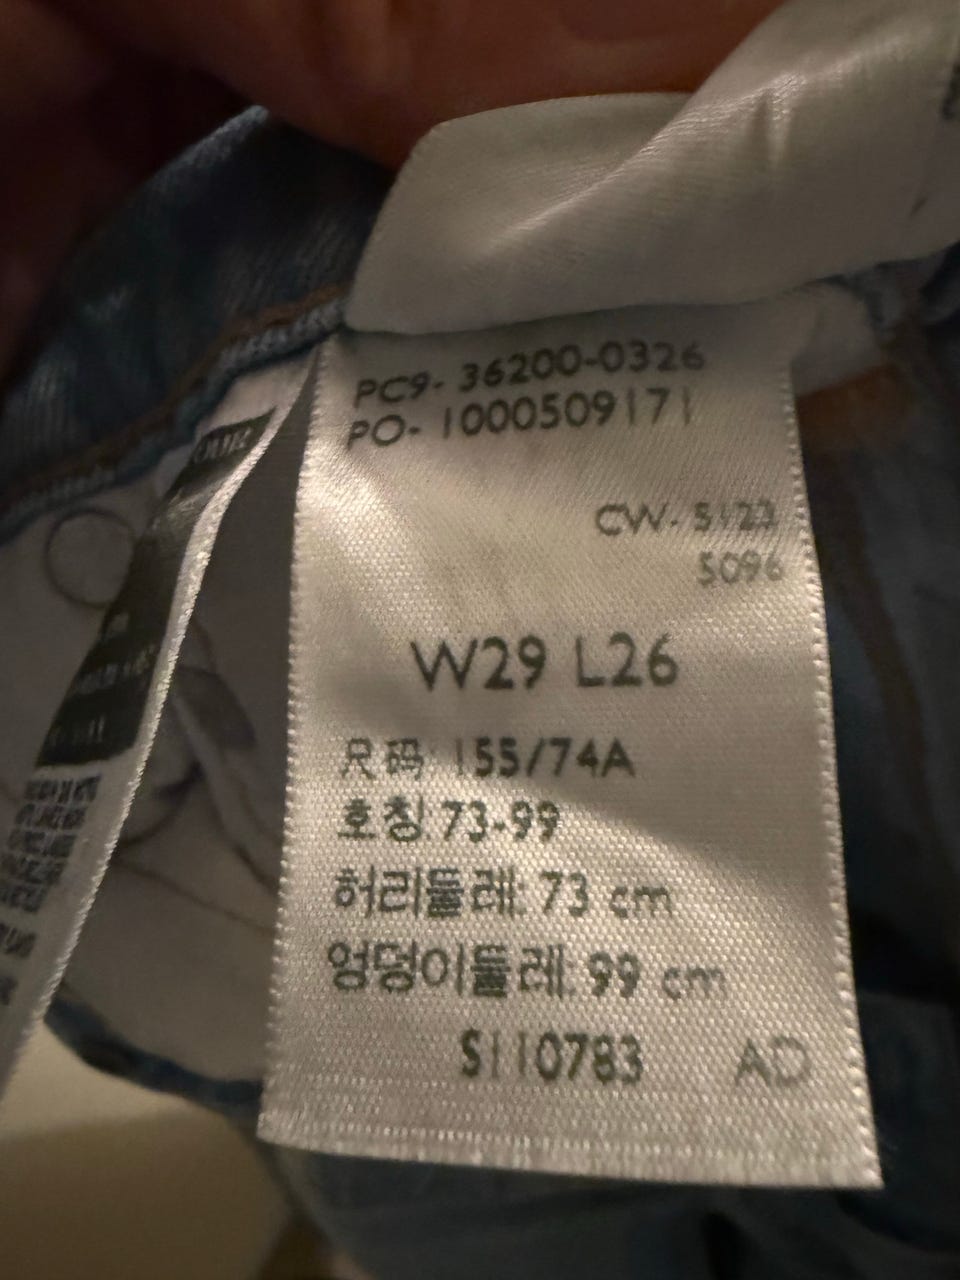 PC9- 36200-0326
PO- 1000509171
CW- 5123
5096
W29 L26
尺码 155/74A
호칭 73-99
허리둘레: 73 cm
엉덩이둘레: 99 cm
S110783 AD